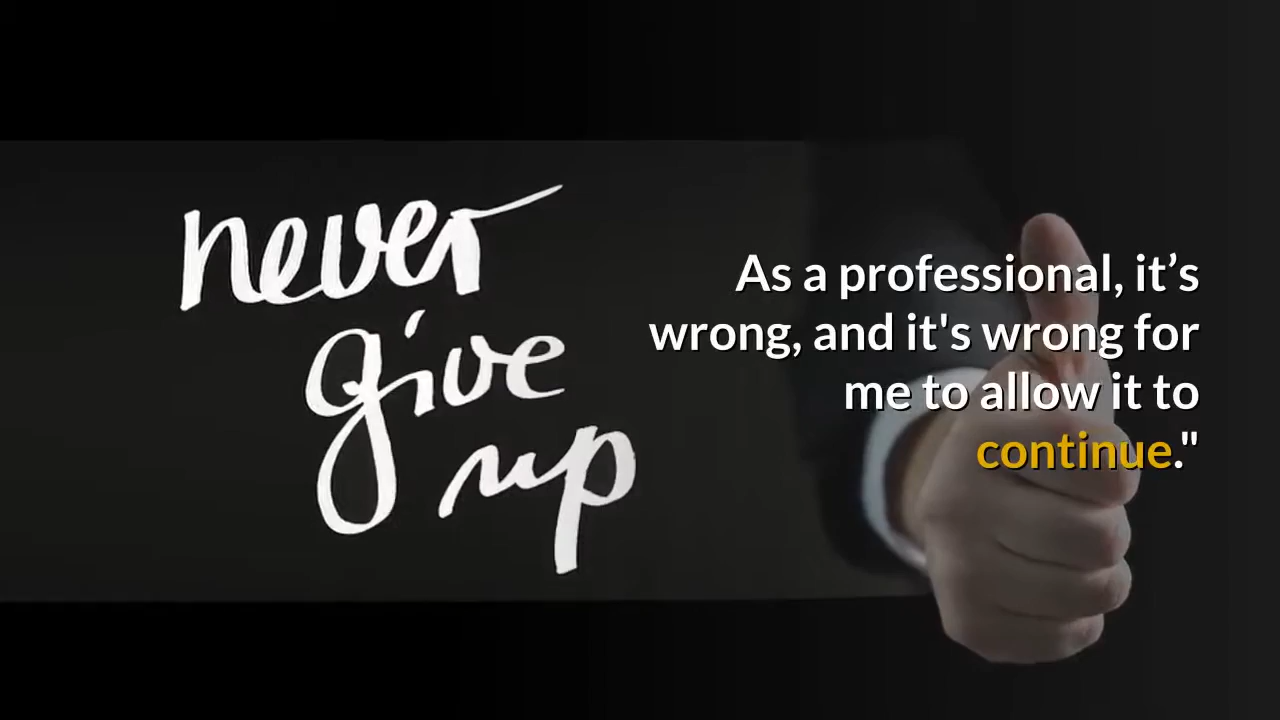 never
give
up
As a professional, it’s
wrong, and it's wrong for
me to allow it to
continue."